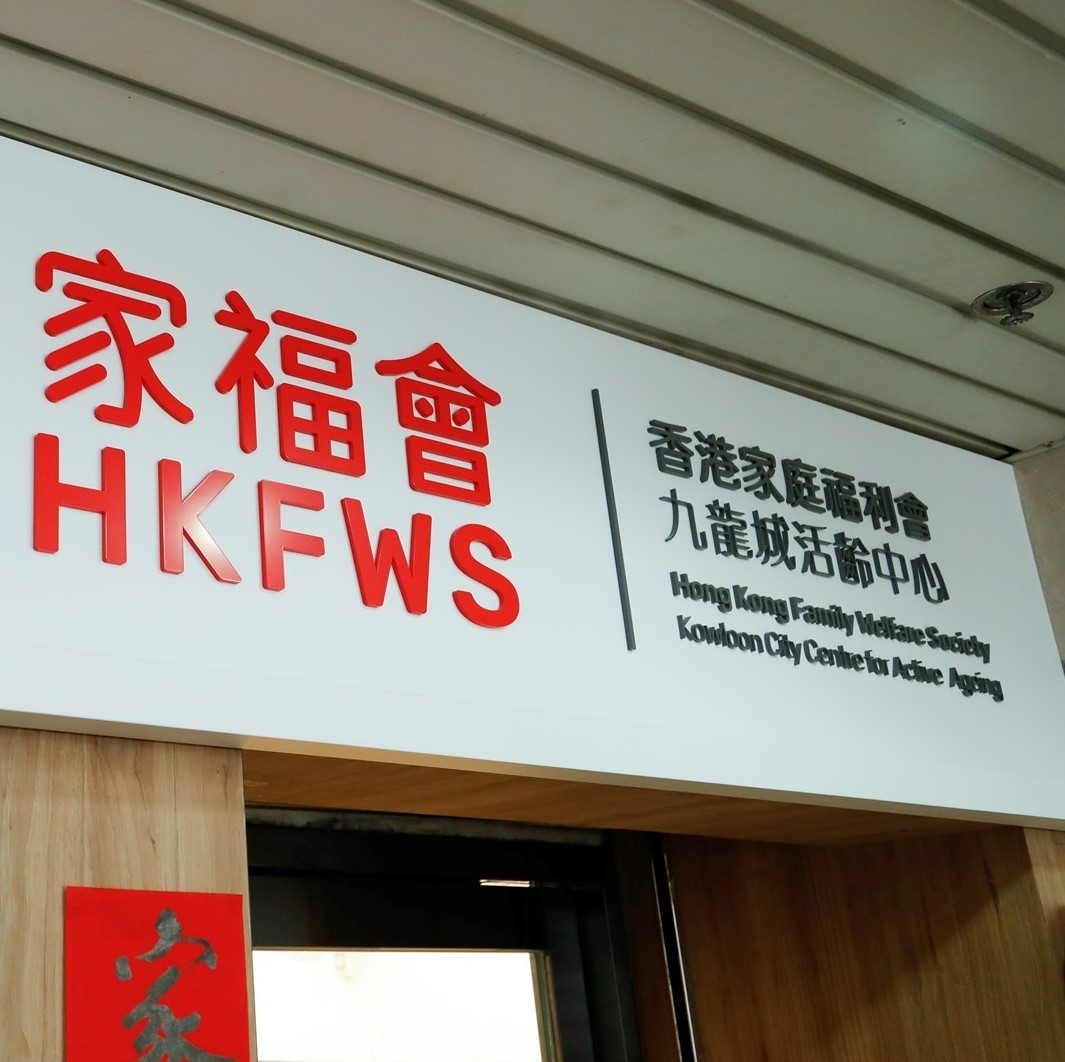 家福會
HKFWS
香港家庭福利會
九龍城活齡中心
Hong Kong Family Welfare Society
Kowloon City Centre for Active Ageing
家